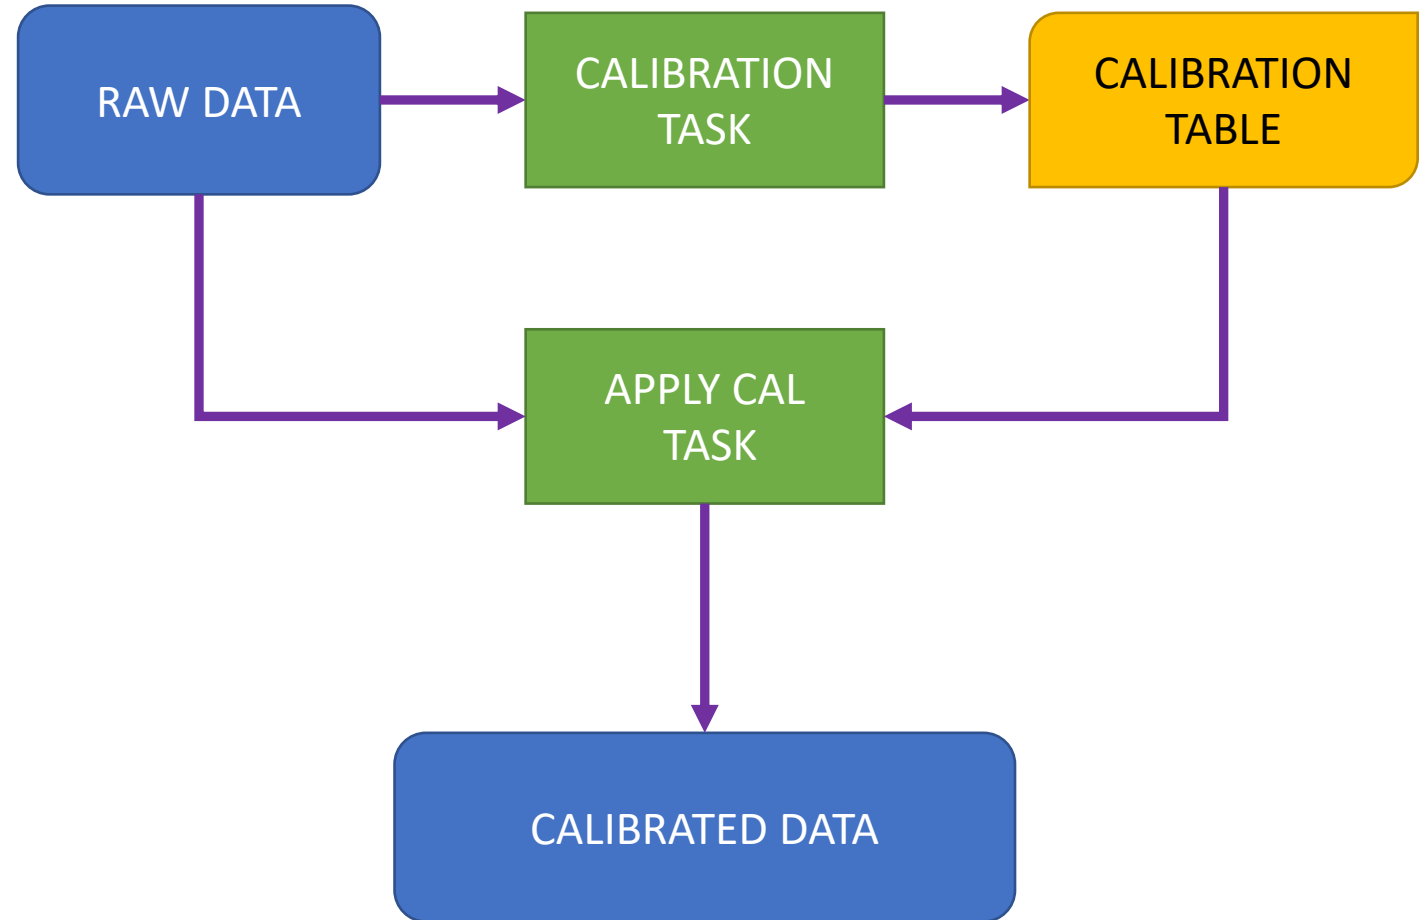 RAW DATA
CALIBRATION
TASK
CALIBRATION
TABLE
APPLY CAL
TASK
CALIBRATED DATA